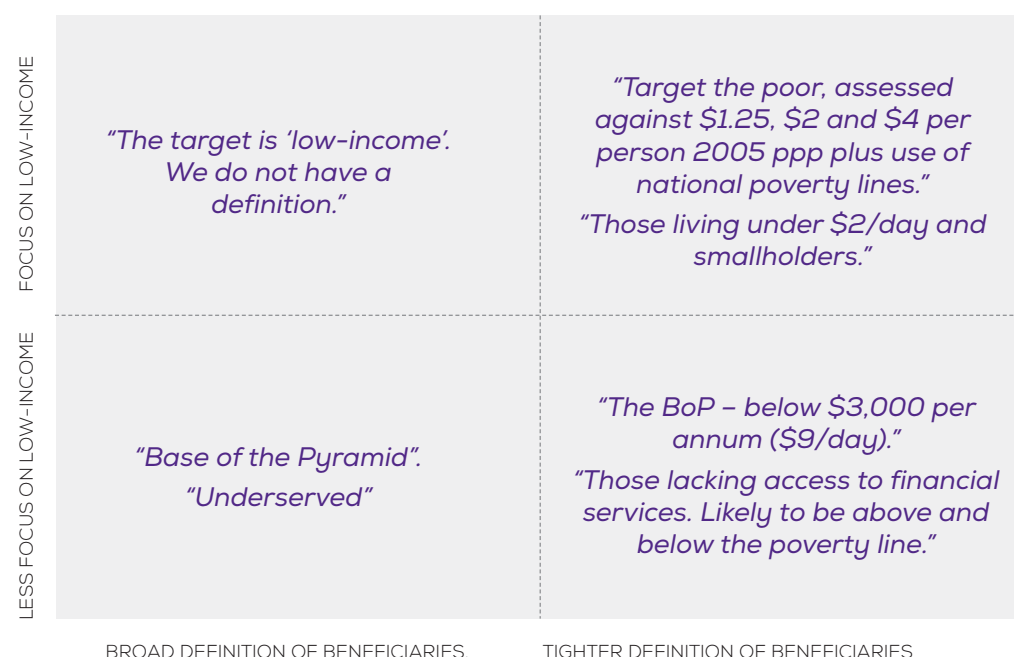 FOCUS ON LOW-INCOME
“The target is ‘low-income’.
We do not have a
definition.”
“Target the poor, assessed
against $1.25, $2 and $4 per
person 2005 ppp plus use of
national poverty lines.”
“Those living under $2/day and
smallholders.”
LESS FOCUS ON LOW-INCOME
“Base of the Pyramid”.
“Underserved”
“The BoP – below $3,000 per
annum ($9/day).”
“Those lacking access to financial
services. Likely to be above and
below the poverty line.”
BROAD DEFINITION OF BENEFICIARIES.
TIGHTER DEFINITION OF BENEFICIARIES